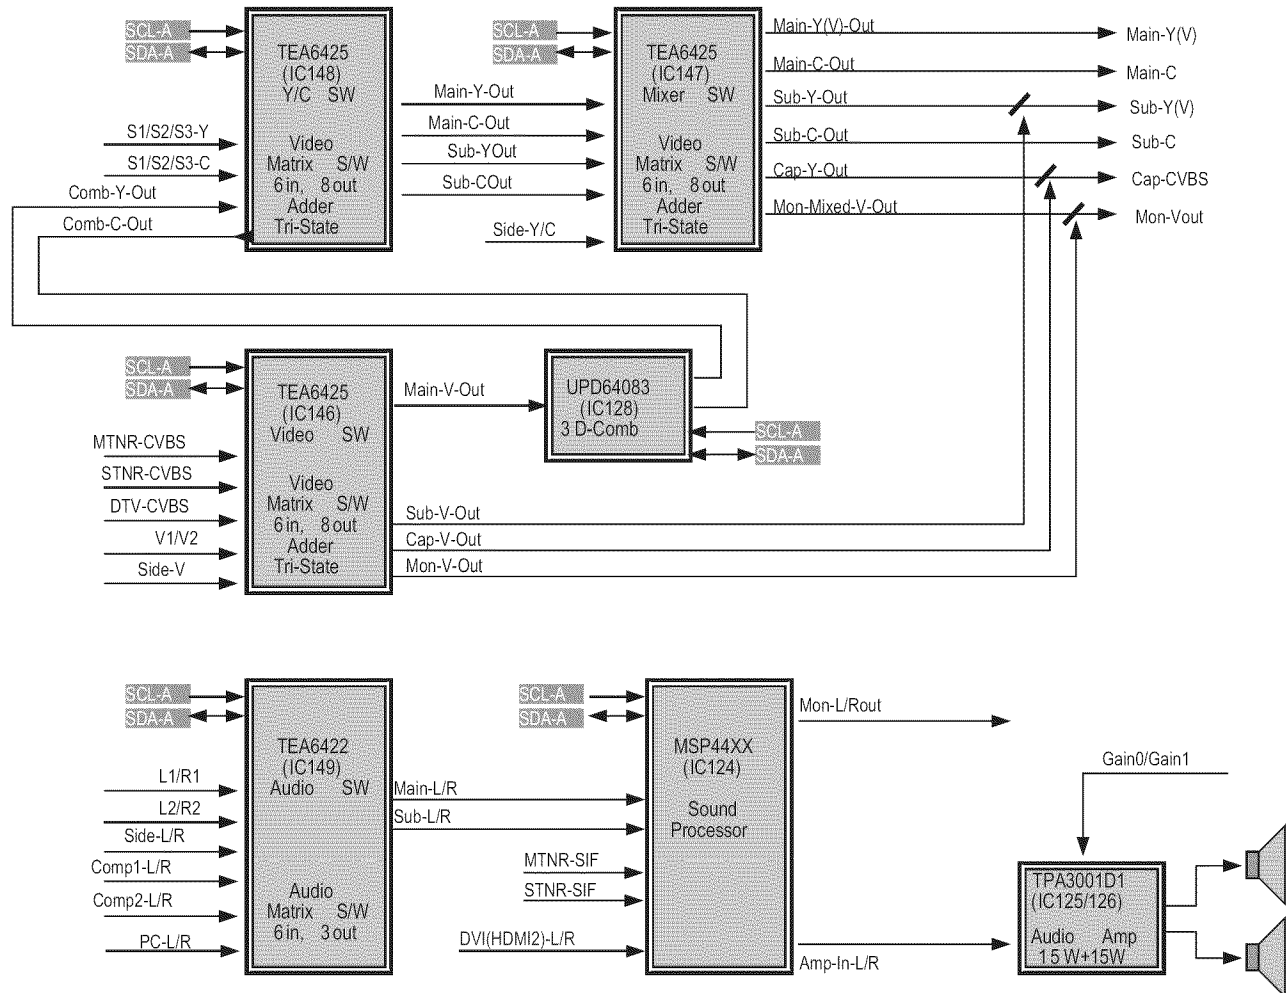 SCL-A
SDA-A
TEA6425
(IC148)
Y/C SW
S1/S2/S3-Y
S1/S2/S3-C
Comb-Y-Out
Comb-C-Out
Video
Matrix S/W
6 in, 8 out
Adder
Tri-State
Main-Y-Out
Main-C-Out
Sub-YOut
Sub-COut
Side-Y/C
SCL-A
SDA-A
TEA6425
(IC147)
Mixer SW
Video
Matrix S/W
6 in, 8 out
Adder
Tri-State
Main-Y(V)-Out
Main-C-Out
Sub-Y-Out
Sub-C-Out
Cap-Y-Out
Mon-Mixed-V-Out
Main-Y(V)
Main-C
Sub-Y(V)
Sub-C
Cap-CVBS
Mon-Vout
SCL-A
SDA-A
TEA6425
(IC146)
Video SW
MTNR-CVBS
STNR-CVBS
DTV-CVBS
V1/V2
Side-V
Video
Matrix S/W
6 in, 8 out
Adder
Tri-State
Main-V-Out
UPD64083
(IC128)
3 D-Comb
SCL-A
SDA-A
Sub-V-Out
Cap-V-Out
Mon-V-Out
SCL-A
SDA-A
TEA6422
(IC149)
Audio SW
L1/R1
L2/R2
Side-L/R
Comp1-L/R
Comp2-L/R
PC-L/R
Audio
Matrix S/W
6 in, 3 out
Main-L/R
Sub-L/R
SCL-A
SDA-A
MSP44XX
(IC124)
Sound
Processor
MTNR-SIF
STNR-SIF
DVI(HDMI2)-L/R
Mon-L/Rout
Amp-In-L/R
Gain0/Gain1
TPA3001D1
(IC125/126)
Audio Amp
15 W+15W